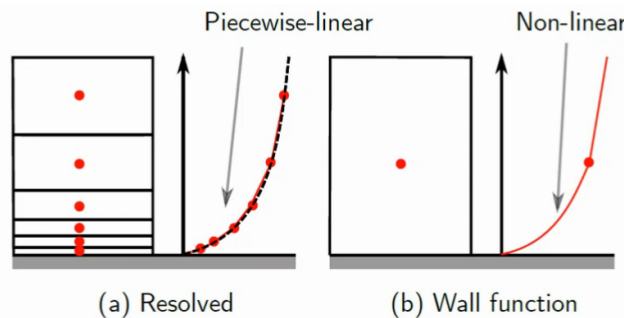 Piecewise-linear
Non-linear
(a) Resolved
(b) Wall function